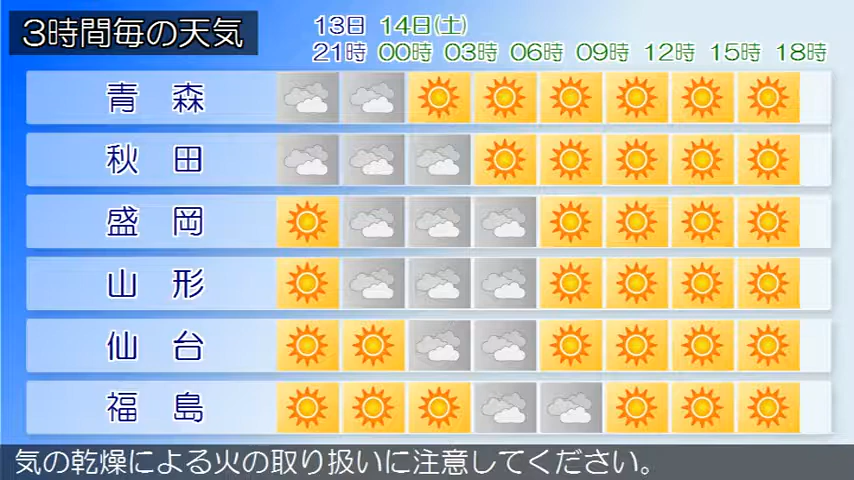 3時間毎の天気
13日 14日(土)
21時 00時 03時 06時 09時 12時 15時 18時
青森
秋田
盛岡
山形
仙台
福島
気の乾燥による火の取り扱いに注意してください。